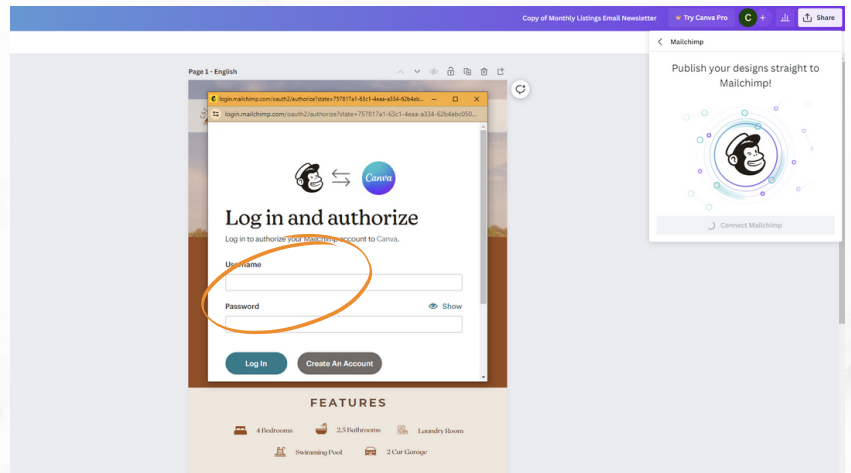 Copy of Monthly Listings Email Newsletter
Try Canva Pro
C
+
Share
Mailchimp
Publish your designs straight to
Mailchimp!
Connect Mailchimp
Page 1 - English
login.mailchimp.com/oauth2/authorize?state=757817a1-63c1-4eaa-a334-62b4ab...
login.mailchimp.com/oauth2/authorize?state=757817a1-63c1-4eaa-a334-62b4abc050...
Canva
Log in and authorize
Log in to authorize your Mailchimp account to Canva.
Username
Password
Show
Log In
Create An Account
FEATURES
4 Bedrooms
2.5 Bathrooms
Laundry Room
Swimming Pool
2 Car Garage